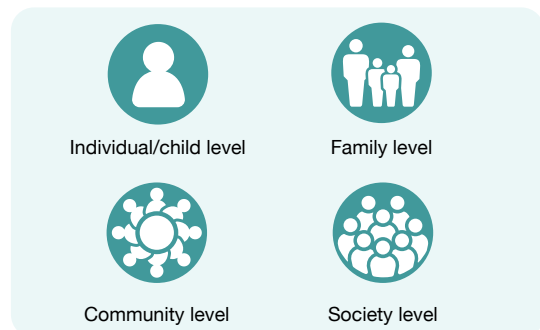 Individual/child level
Family level
Community level
Society level